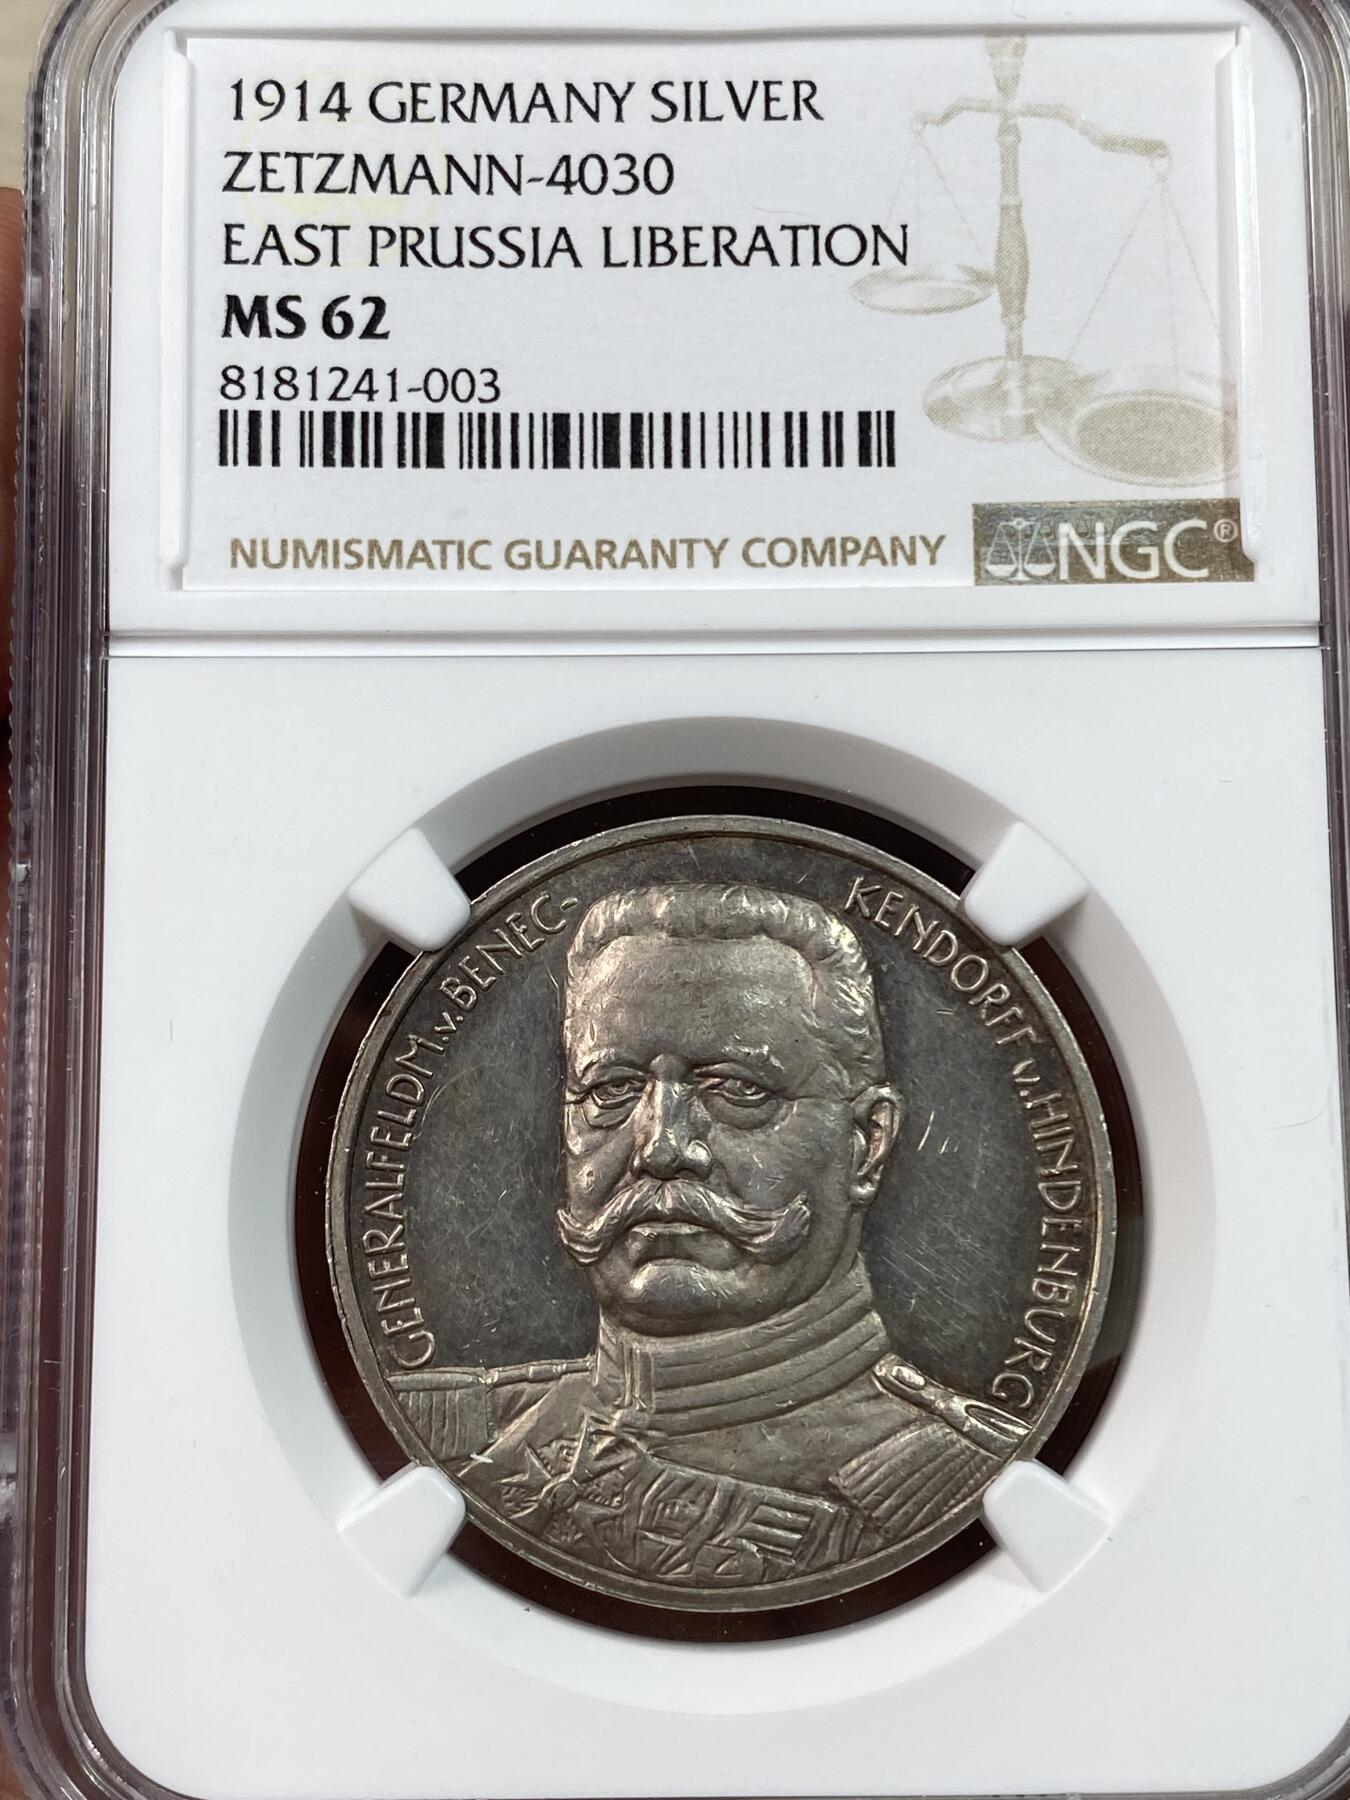 1914 GERMANY SILVER
ZETZMANN-4030
EAST PRUSSIA LIBERATION
MS 62
8181241-003
NUMISMATIC GUARANTY COMPANY
NGC®
GENERALFELDM.v.BENEC-
KENDORFF v.HINDENBURG